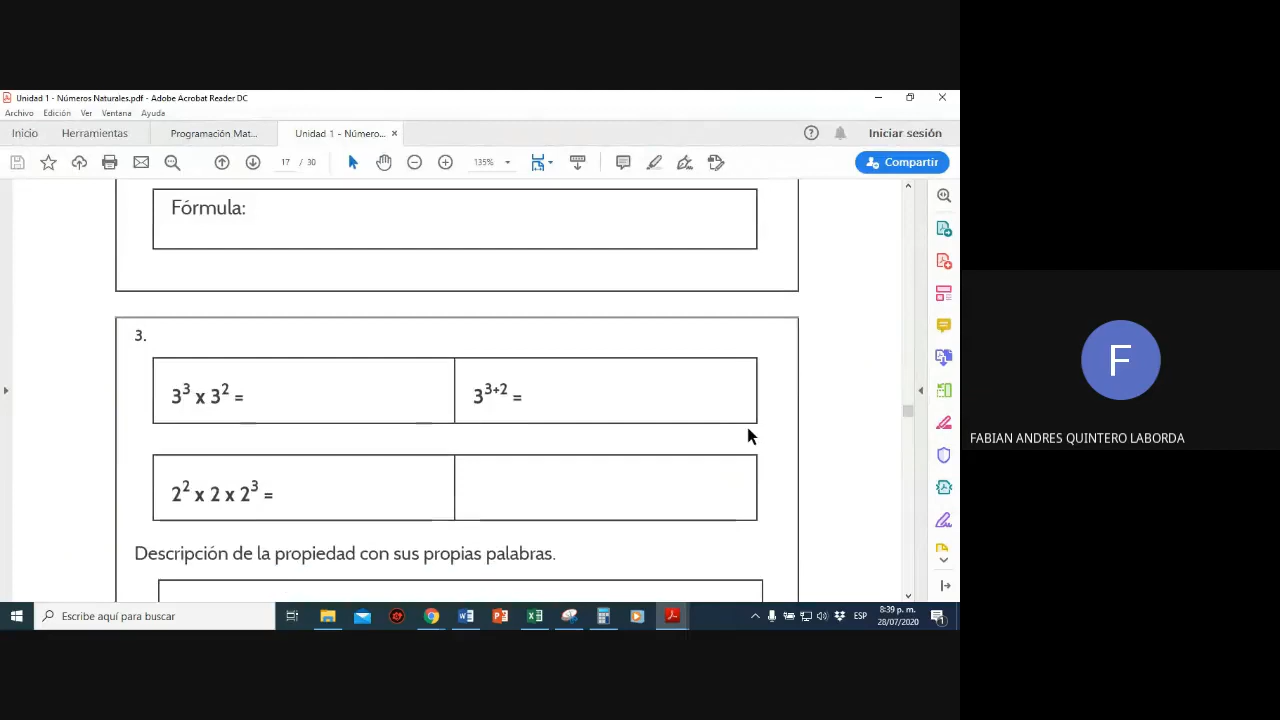 Unidad 1 - Números Naturales.pdf - Adobe Acrobat Reader DC
Archivo Edición Ver Ventana Ayuda
Inicio Herramientas Programación Mat... Unidad 1 - Número... × Iniciar sesión
17 / 30 135% Compartir
Fórmula:
3.
3³ x 3² = 3³⁺² =
2² x 2 x 2³ =
Descripción de la propiedad con sus propias palabras.
F
FABIAN ANDRES QUINTERO LABORDA
Escribe aquí para buscar ESP 8:39 p. m.
28/07/2020 1